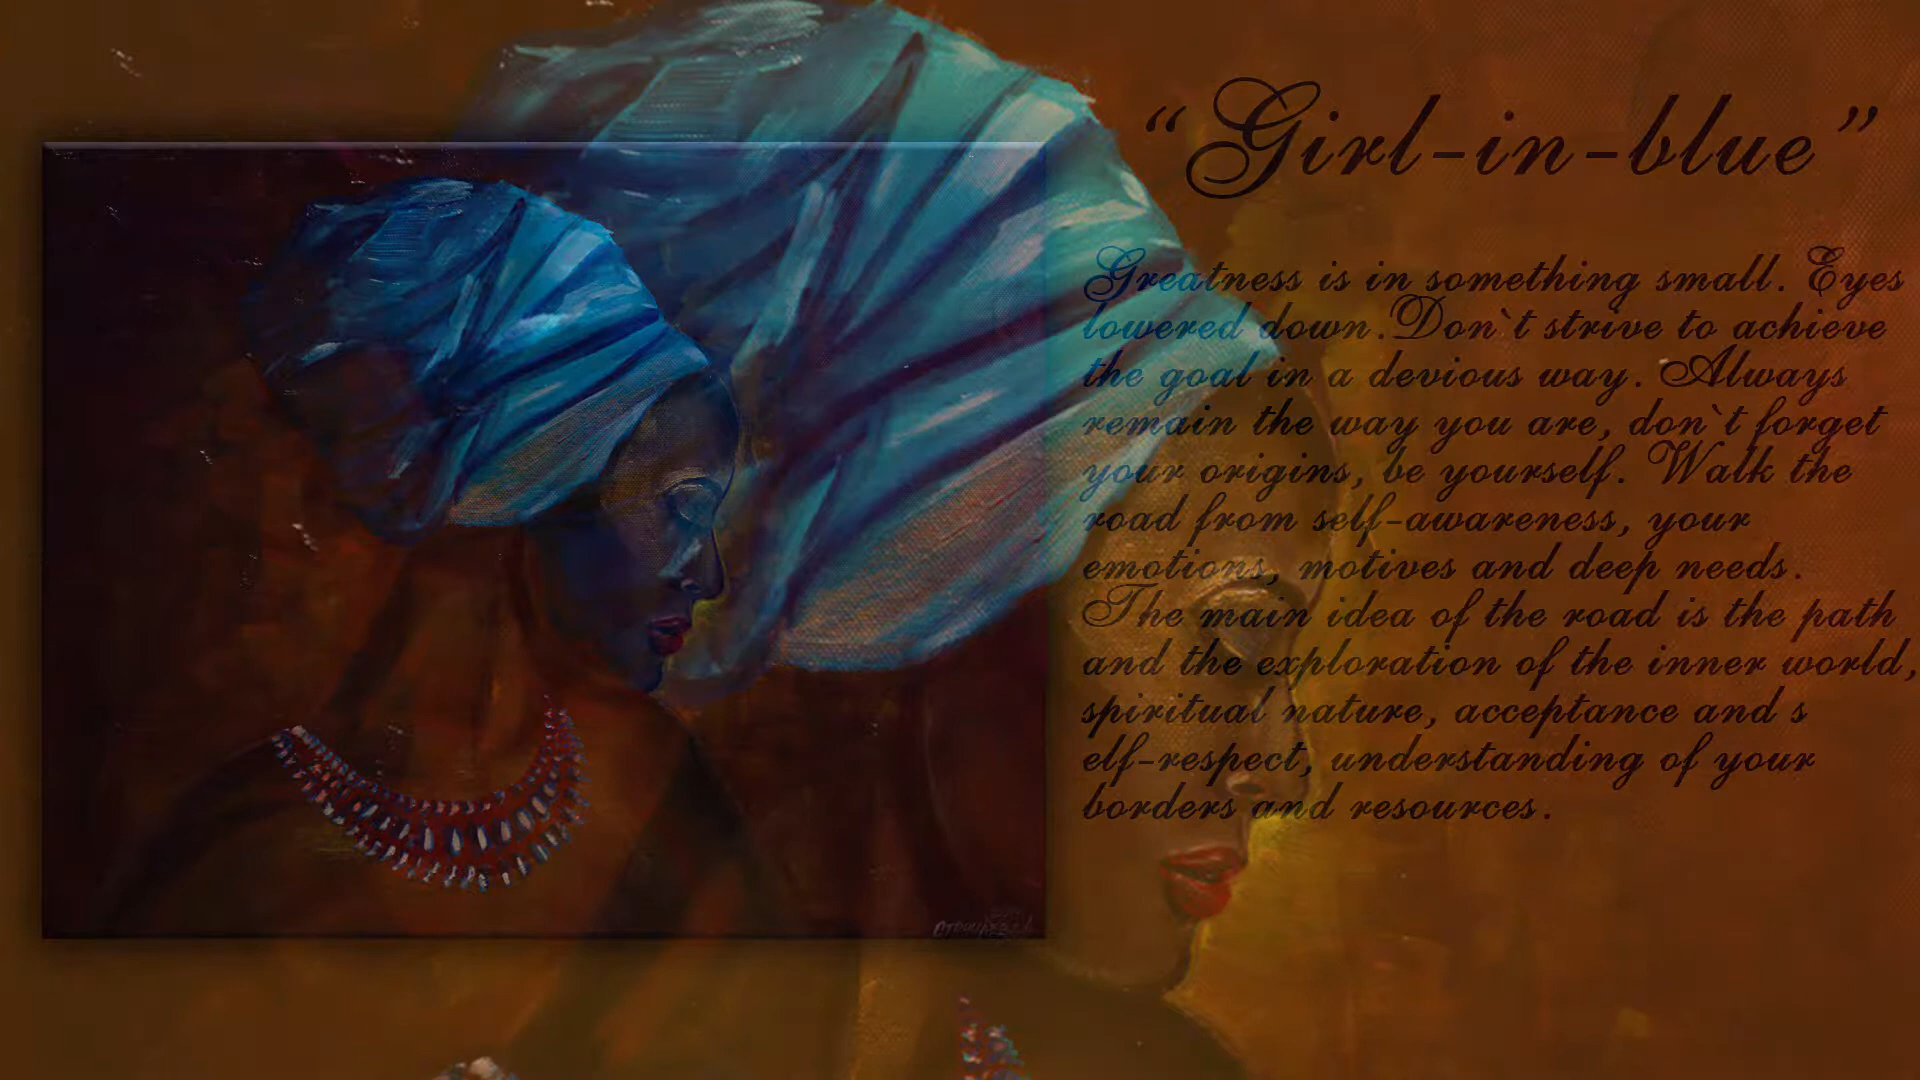 “Girl-in-blue”
Greatness is in something small. Eyes
lowered down.Don`t strive to achieve
the goal in a devious way. Always
remain the way you are, don`t forget
your origins, be yourself. Walk the
road from self-awareness, your
emotions, motives and deep needs.
The main idea of the road is the path
and the exploration of the inner world,
spiritual nature, acceptance and s
elf-respect, understanding of your
borders and resources.